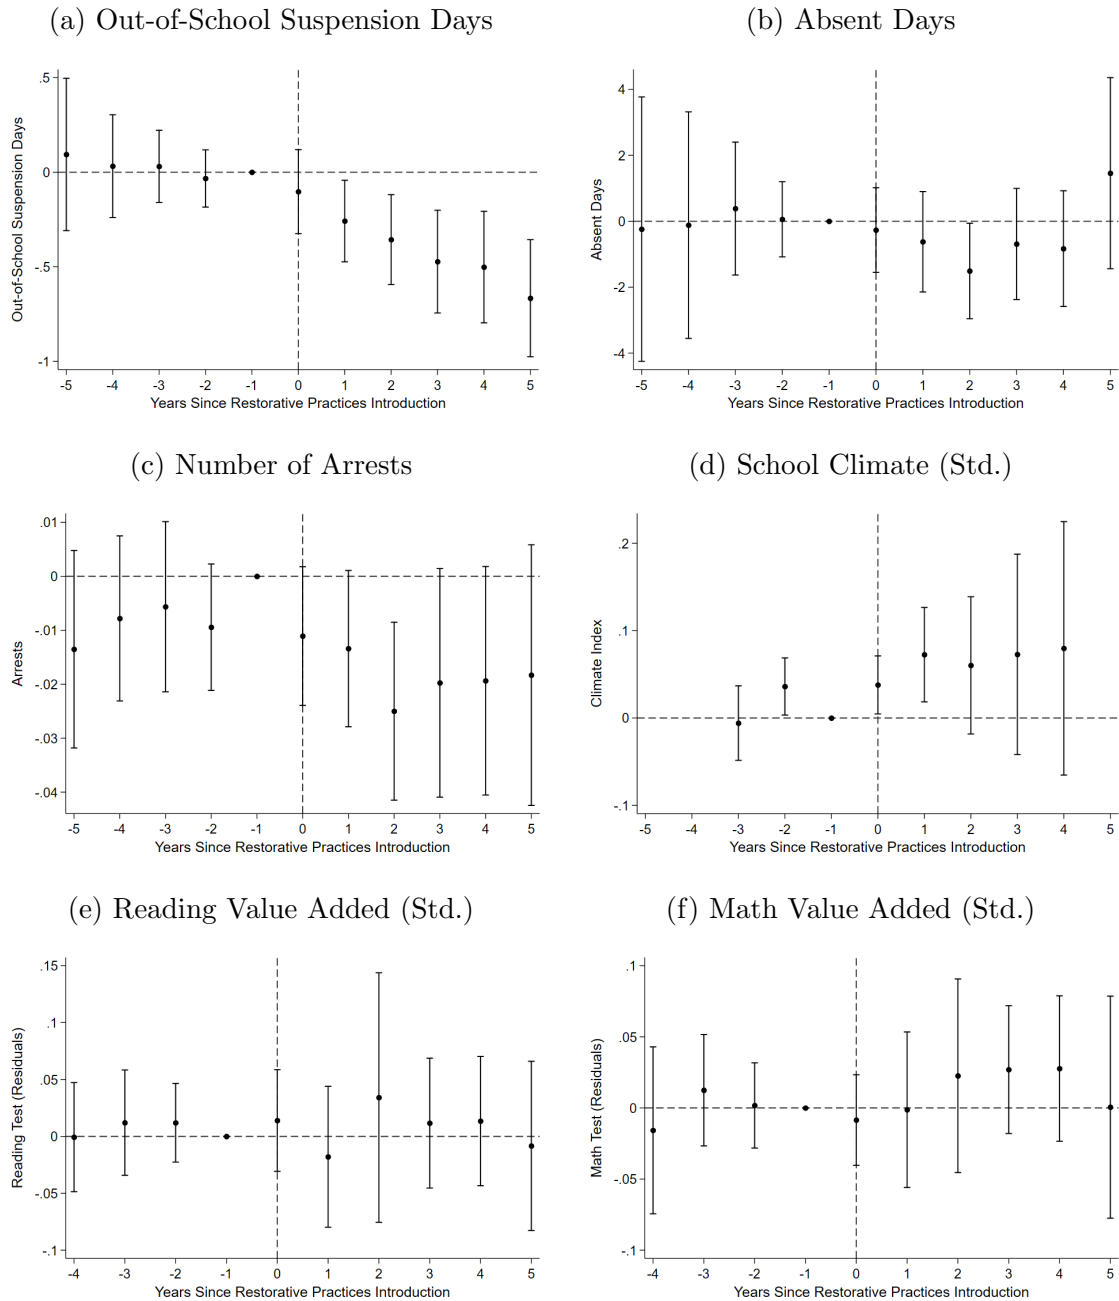 (a) Out-of-School Suspension Days
.5
0
-.5
-1
Out-of-School Suspension Days
-5 -4 -3 -2 -1 0 1 2 3 4 5
Years Since Restorative Practices Introduction
(b) Absent Days
4
2
0
-2
-4
Absent Days
-5 -4 -3 -2 -1 0 1 2 3 4 5
Years Since Restorative Practices Introduction
(c) Number of Arrests
.01
0
-.01
-.02
-.03
-.04
Arrests
-5 -4 -3 -2 -1 0 1 2 3 4 5
Years Since Restorative Practices Introduction
(d) School Climate (Std.)
.2
.1
0
-.1
Climate Index
-5 -4 -3 -2 -1 0 1 2 3 4 5
Years Since Restorative Practices Introduction
(e) Reading Value Added (Std.)
.15
.1
.05
0
-.05
-.1
Reading Test (Residuals)
-4 -3 -2 -1 0 1 2 3 4 5
Years Since Restorative Practices Introduction
(f) Math Value Added (Std.)
.1
.05
0
-.05
-.1
Math Test (Residuals)
-4 -3 -2 -1 0 1 2 3 4 5
Years Since Restorative Practices Introduction